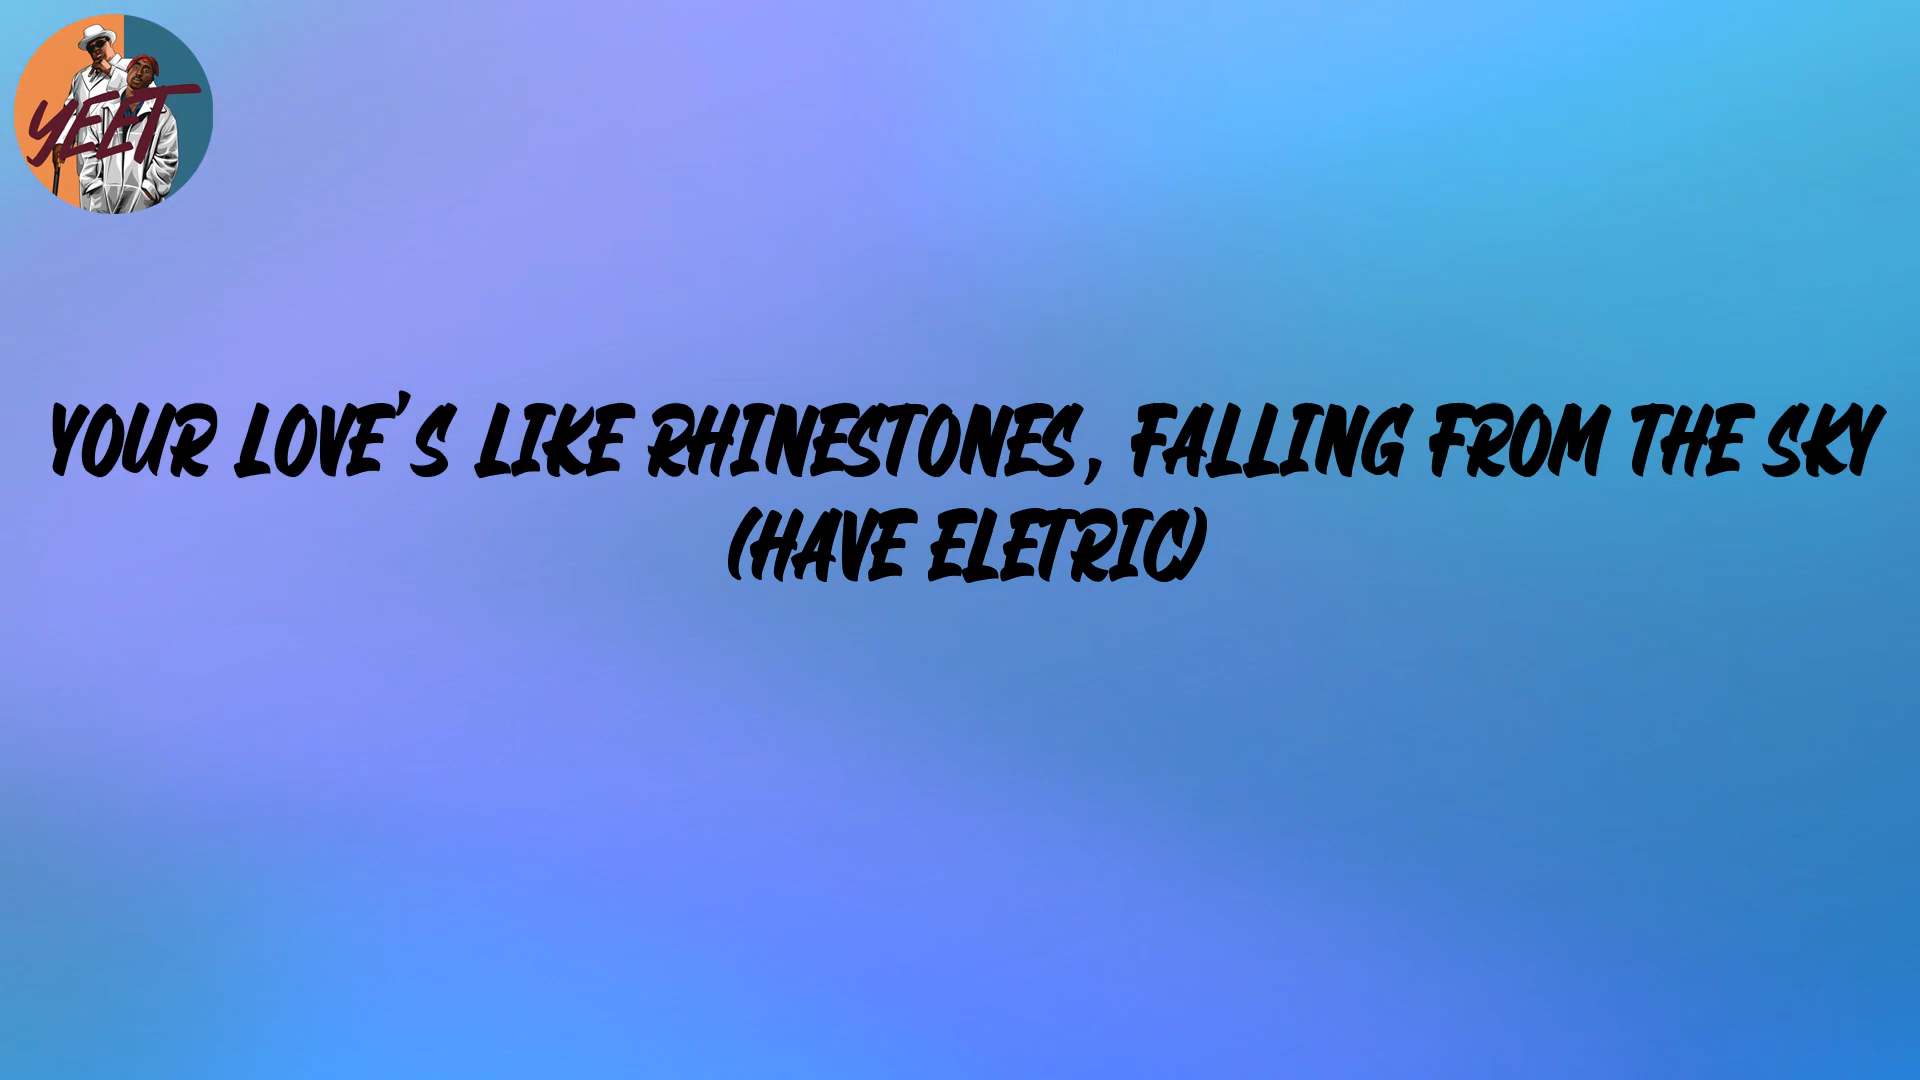 YEET
YOUR LOVE'S LIKE RHINESTONES, FALLING FROM THE SKY
(HAVE ELETRIC)